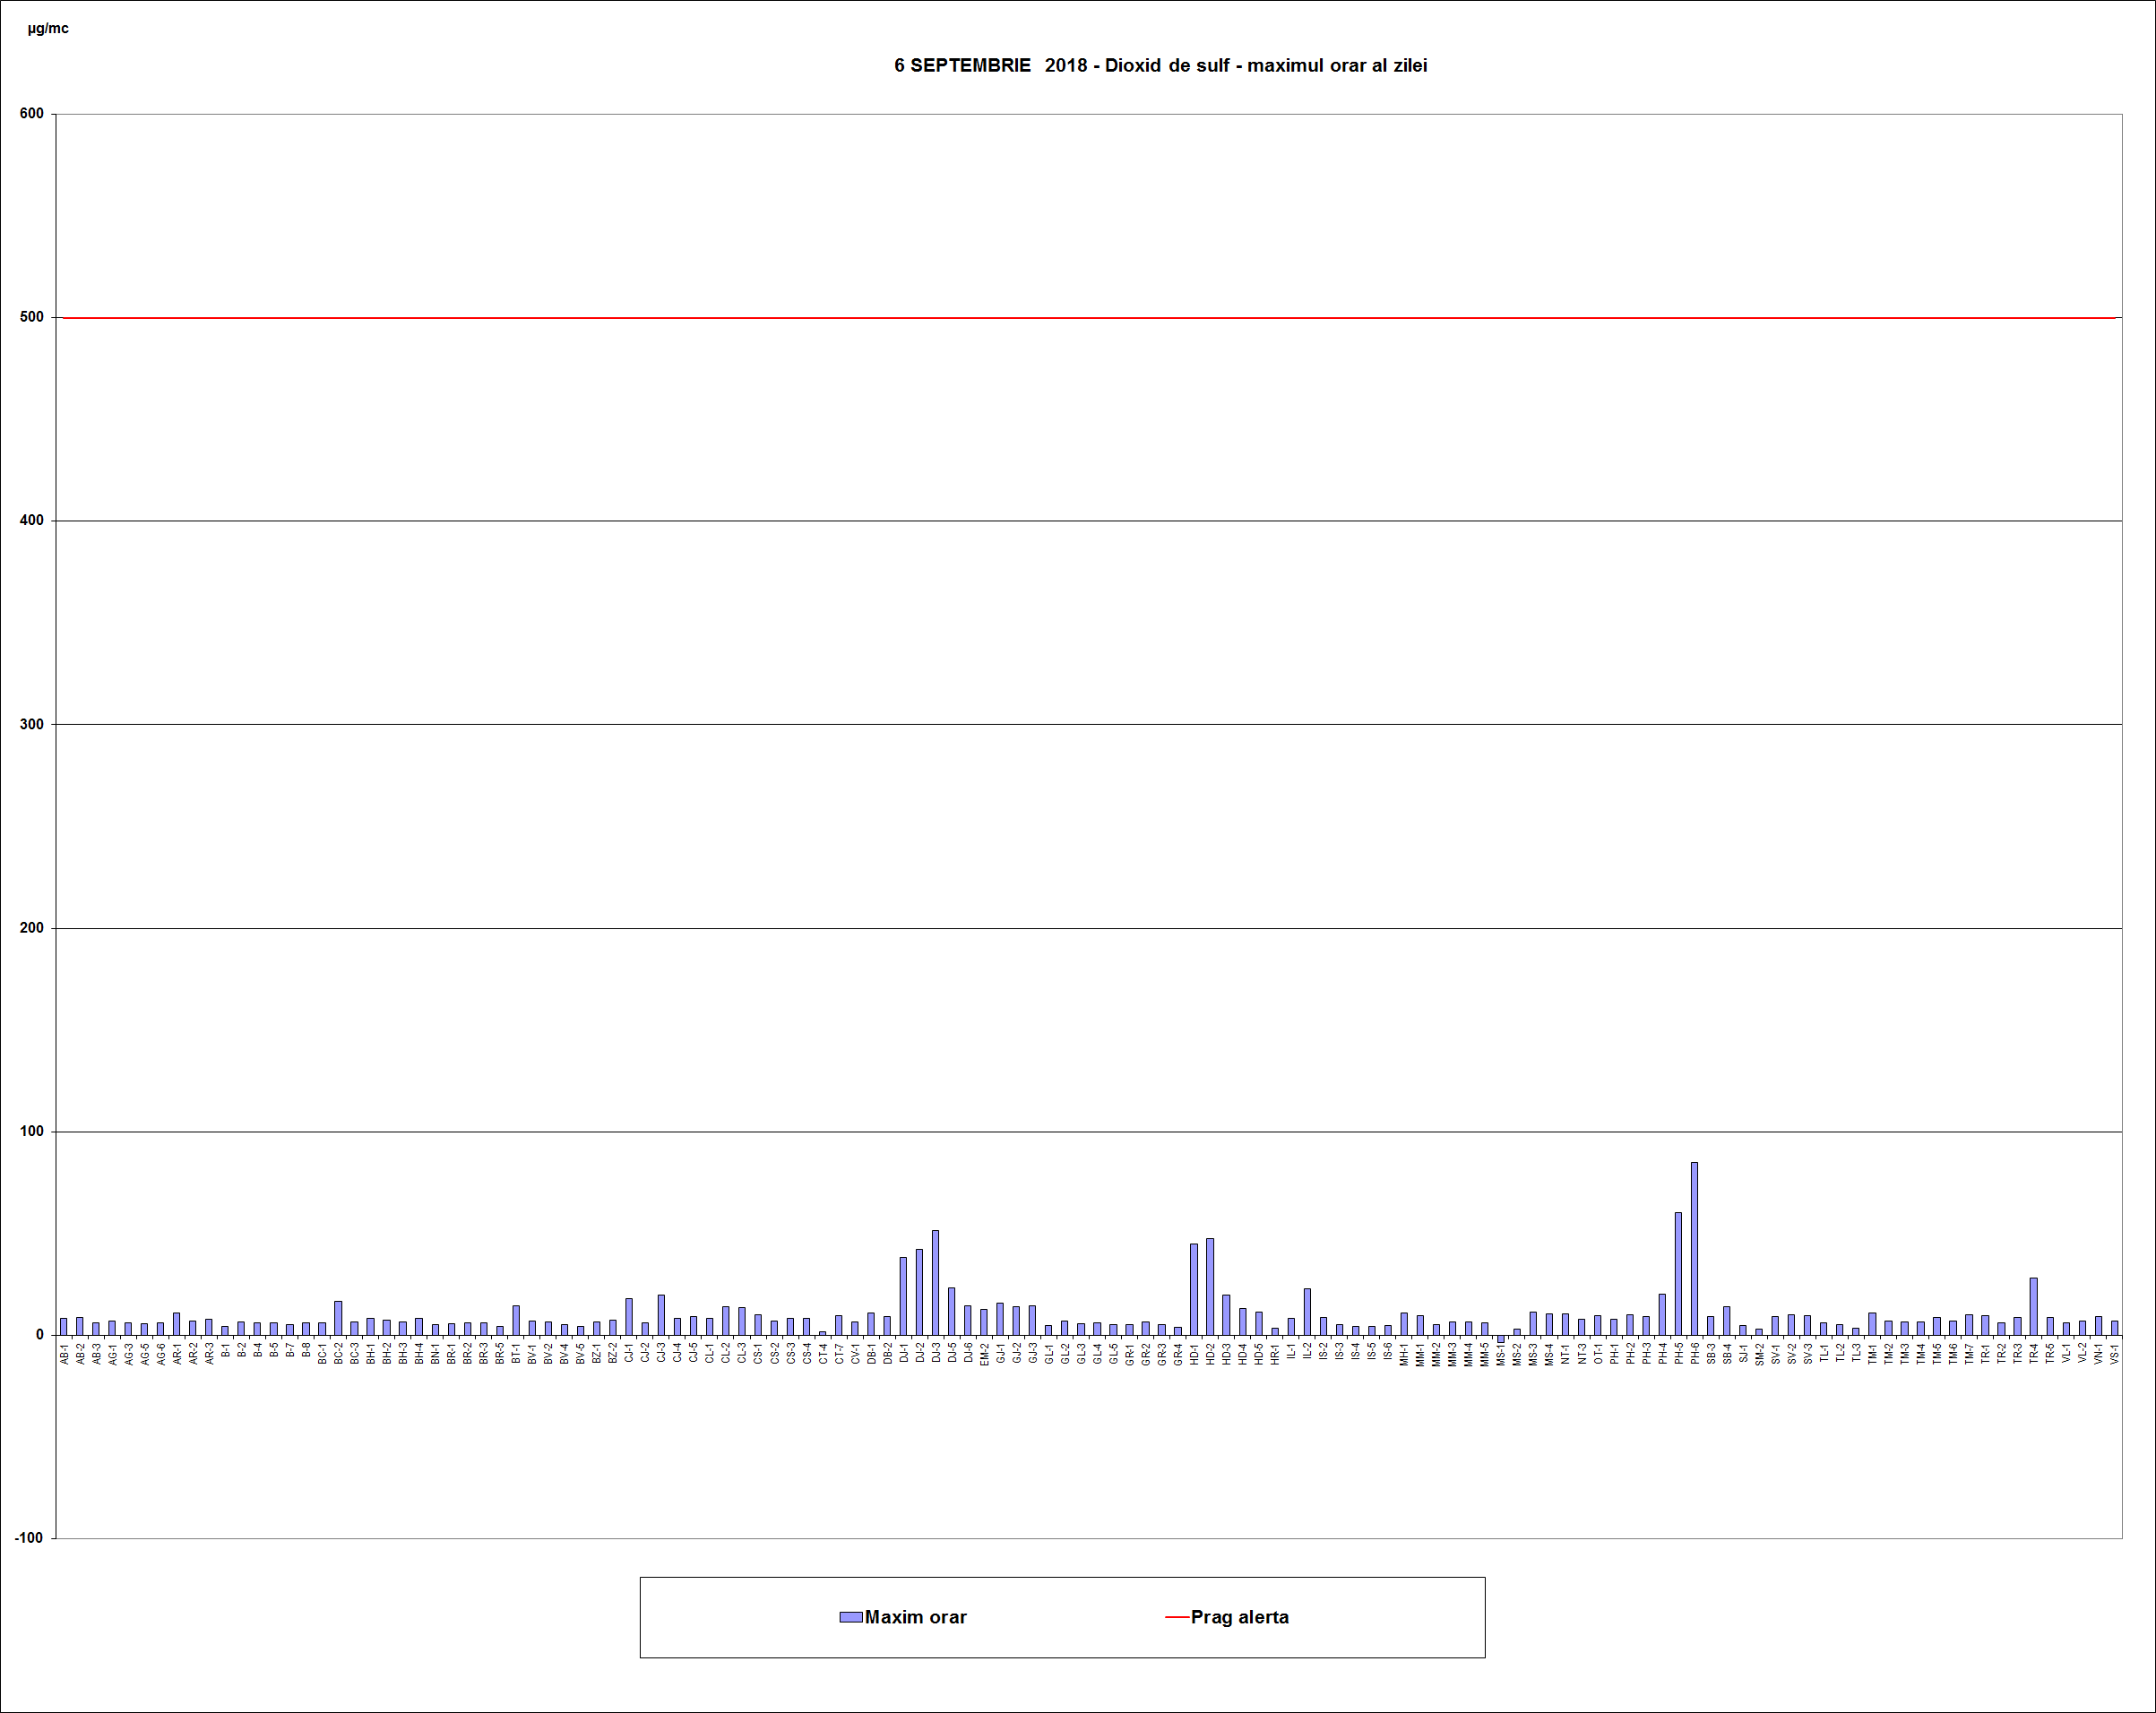 µg/mc
6 SEPTEMBRIE 2018 - Dioxid de sulf - maximul orar al zilei
600
500
400
300
200
100
0
-100
AB-1 AB-2 AB-3 AG-1 AG-3 AG-5 AG-6 AR-1 AR-2 AR-3 B-1 B-2 B-4 B-5 B-7 B-8 BC-1 BC-2 BC-3 BH-1 BH-2 BH-3 BH-4 BN-1 BR-1 BR-2 BR-3 BR-5 BT-1 BV-1 BV-2 BV-4 BV-5 BZ-1 BZ-2 CJ-1 CJ-2 CJ-3 CJ-4 CJ-5 CL-1 CL-2 CL-3 CS-1 CS-2 CS-3 CS-4 CT-4 CT-7 CV-1 DB-1 DB-2 DJ-1 DJ-2 DJ-3 DJ-5 DJ-6 EM-2 GJ-1 GJ-2 GJ-3 GL-1 GL-2 GL-3 GL-4 GL-5 GR-1 GR-2 GR-3 GR-4 HD-1 HD-2 HD-3 HD-4 HD-5 HR-1 IL-1 IL-2 IS-2 IS-3 IS-4 IS-5 IS-6 MH-1 MM-1 MM-2 MM-3 MM-4 MM-5 MS-1 MS-2 MS-3 MS-4 NT-1 NT-3 OT-1 PH-1 PH-2 PH-3 PH-4 PH-5 PH-6 SB-3 SB-4 SJ-1 SM-2 SV-1 SV-2 SV-3 TL-1 TL-2 TL-3 TM-1 TM-2 TM-3 TM-4 TM-5 TM-6 TM-7 TR-1 TR-2 TR-3 TR-4 TR-5 VL-1 VL-2 VN-1 VS-1
Maxim orar
Prag alerta